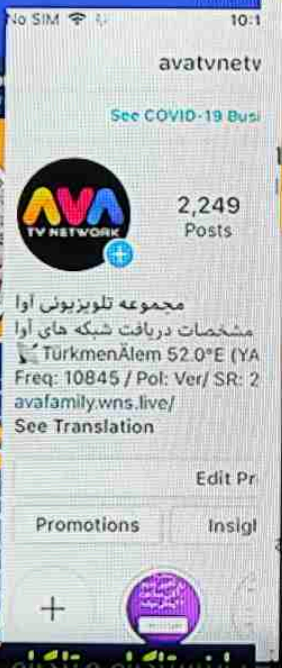 No SIM 10:1
avatvnetw
See COVID-19 Busi
AVA
TV NETWORK
2,249
Posts
مجموعه تلویزیونی آوا
مشخصات دریافت شبکه های آوا
TürkmenÄlem 52.0°E (YA
Freq: 10845 / Pol: Ver/ SR: 2
avafamily.wns.live/
See Translation
Edit Pr
Promotions
Insigl